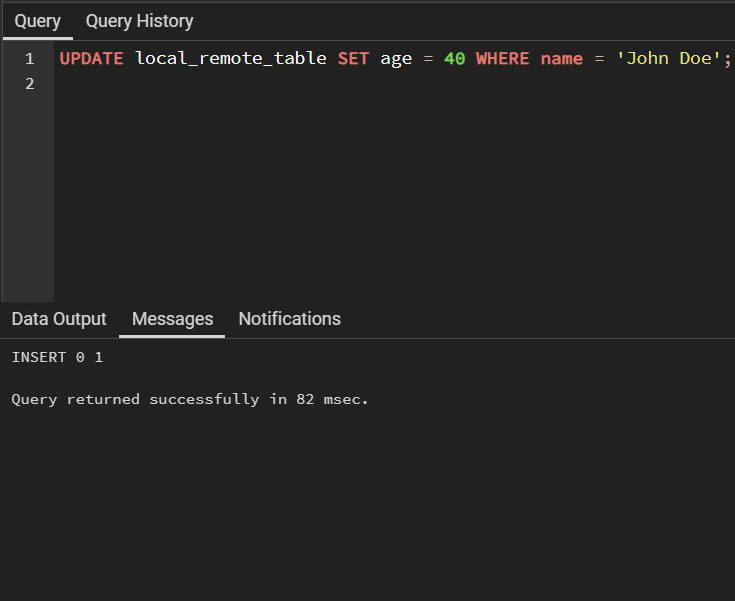 Query Query History
1 UPDATE local_remote_table SET age = 40 WHERE name = 'John Doe';
2
Data Output Messages Notifications
INSERT 0 1
Query returned successfully in 82 msec.